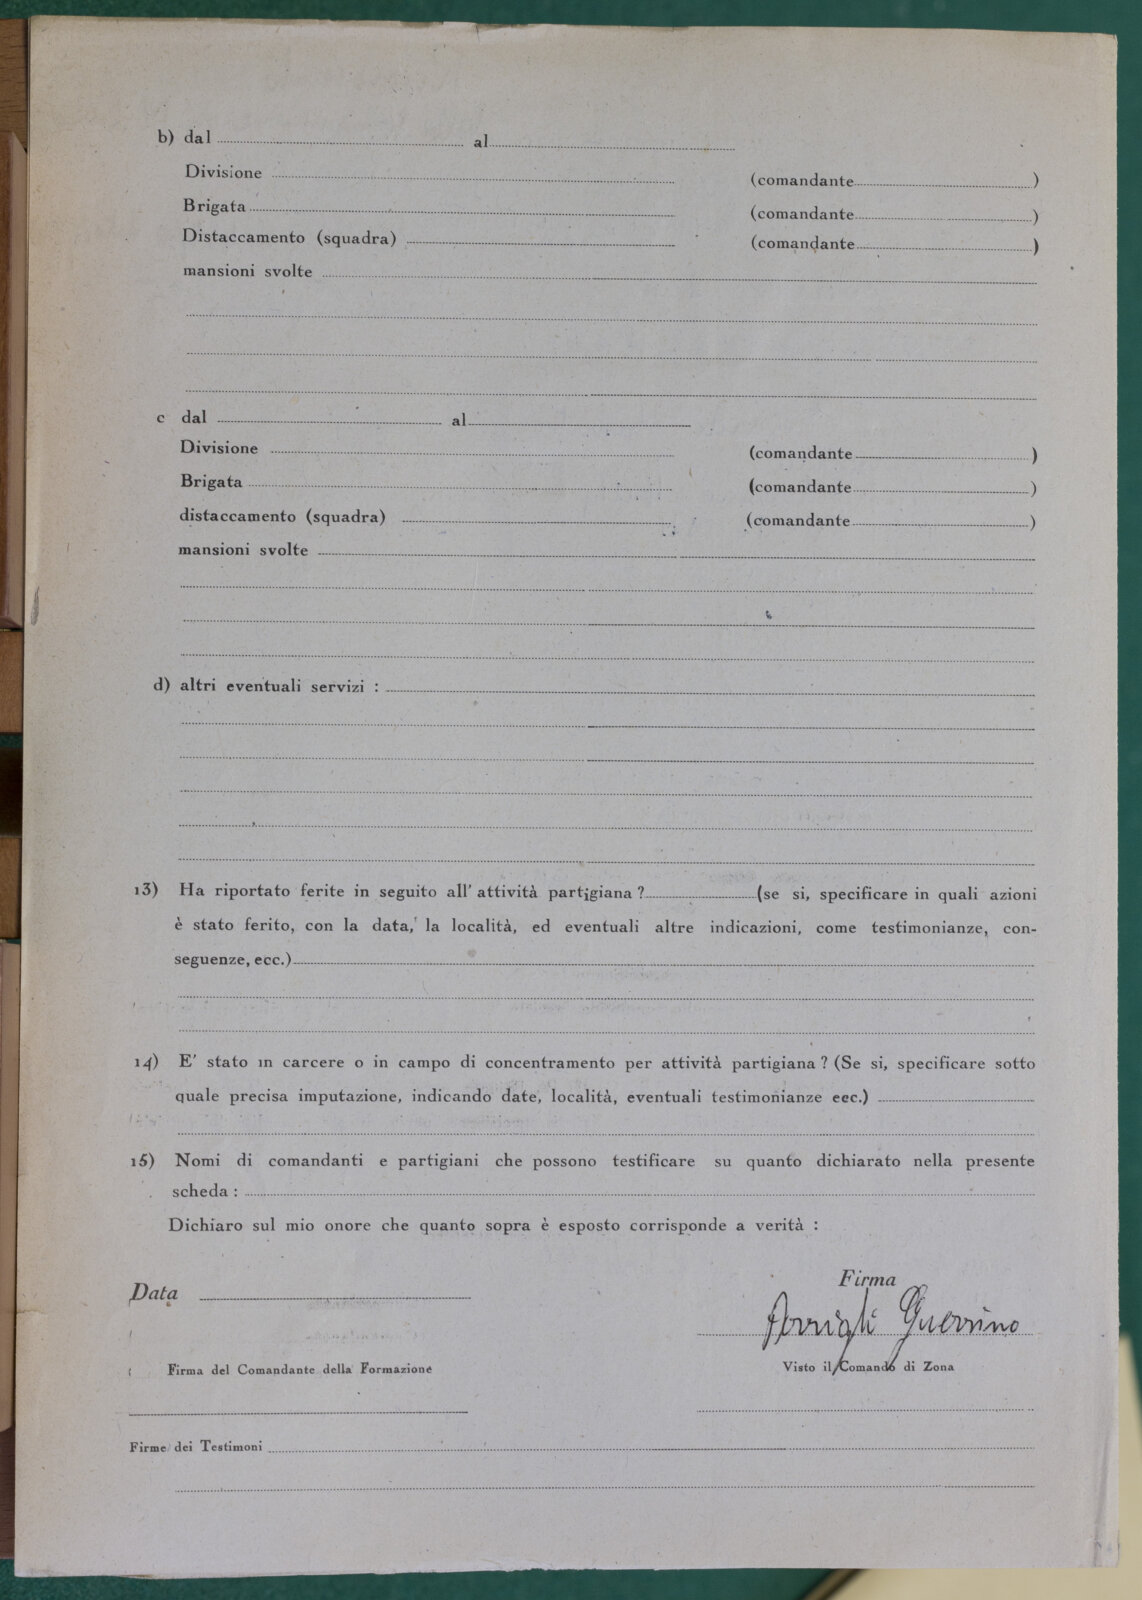 b) dal al
Divisione (comandante )
Brigata (comandante )
Distaccamento (squadra) (comandante )
mansioni svolte
c dal al
Divisione (comandante )
Brigata (comandante )
distaccamento (squadra) (comandante )
mansioni svolte
d) altri eventuali servizi :
13) Ha riportato ferite in seguito all' attività partigiana ? (se si, specificare in quali azioni
è stato ferito, con la data, la località, ed eventuali altre indicazioni, come testimonianze, con-
seguenze, ecc.)
14) E' stato in carcere o in campo di concentramento per attività partigiana ? (Se si, specificare sotto
quale precisa imputazione, indicando date, località, eventuali testimonianze eec.)
15) Nomi di comandanti e partigiani che possono testificare su quanto dichiarato nella presente
scheda :
Dichiaro sul mio onore che quanto sopra è esposto corrisponde a verità :
Firma
Data
Guerrino
Firma del Comandante della Formazione Visto il Comando di Zona
Firme dei Testimoni